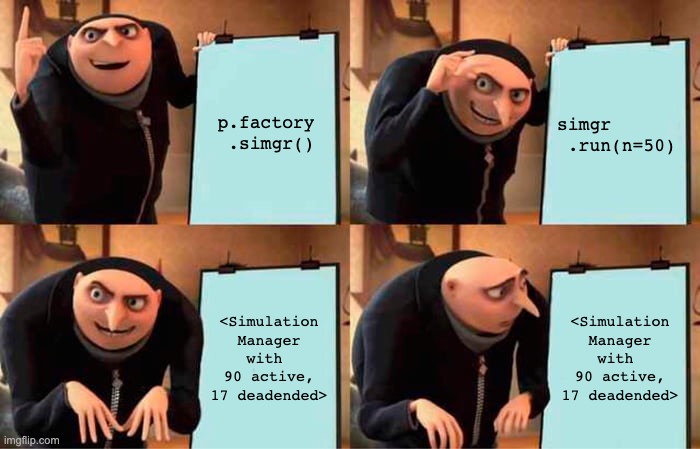 p.factory
.simgr()
simgr
.run(n=50)
<Simulation
Manager
with
90 active,
17 deadended>
<Simulation
Manager
with
90 active,
17 deadended>
imgflip.com